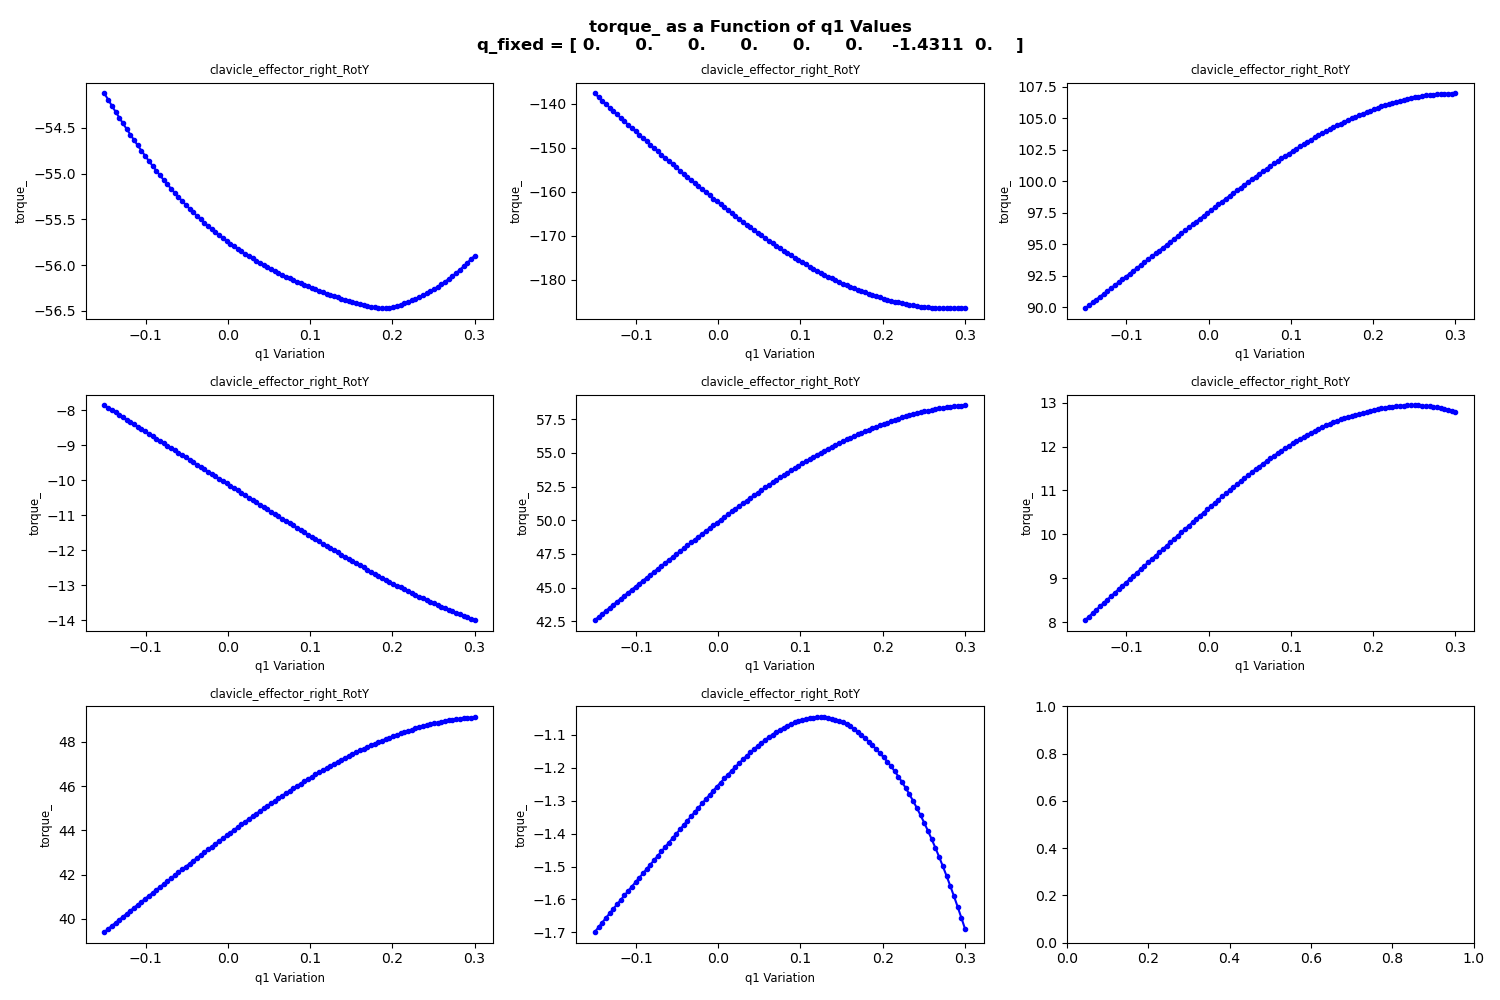 torque_ as a Function of q1 Values
q_fixed = [ 0. 0. 0. 0. 0. 0. -1.4311 0. ]
clavicle_effector_right_RotY
−54.5
−55.0
−55.5
−56.0
−56.5
torque_
−0.1 0.0 0.1 0.2 0.3
q1 Variation
clavicle_effector_right_RotY
−140
−150
−160
−170
−180
torque_
−0.1 0.0 0.1 0.2 0.3
q1 Variation
clavicle_effector_right_RotY
107.5
105.0
102.5
100.0
97.5
95.0
92.5
90.0
torque_
−0.1 0.0 0.1 0.2 0.3
q1 Variation
clavicle_effector_right_RotY
−8
−9
−10
−11
−12
−13
−14
torque_
−0.1 0.0 0.1 0.2 0.3
q1 Variation
clavicle_effector_right_RotY
57.5
55.0
52.5
50.0
47.5
45.0
42.5
torque_
−0.1 0.0 0.1 0.2 0.3
q1 Variation
clavicle_effector_right_RotY
13
12
11
10
9
8
torque_
−0.1 0.0 0.1 0.2 0.3
q1 Variation
clavicle_effector_right_RotY
48
46
44
42
40
torque_
−0.1 0.0 0.1 0.2 0.3
q1 Variation
clavicle_effector_right_RotY
−1.1
−1.2
−1.3
−1.4
−1.5
−1.6
−1.7
torque_
−0.1 0.0 0.1 0.2 0.3
q1 Variation
1.0
0.8
0.6
0.4
0.2
0.0
0.0 0.2 0.4 0.6 0.8 1.0